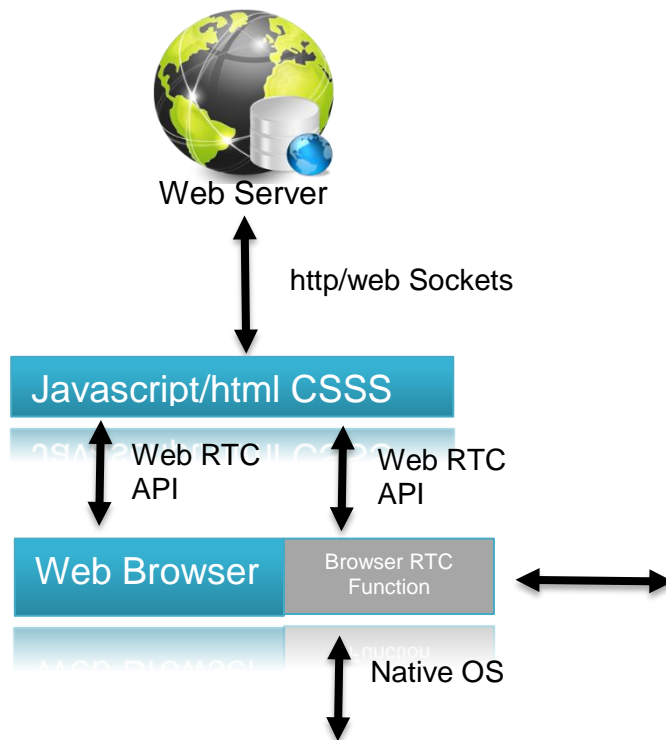 Web Server
http/web Sockets
Javascript/html CSSS
Web RTC
API
Web RTC
API
Web Browser
Browser RTC
Function
Native OS